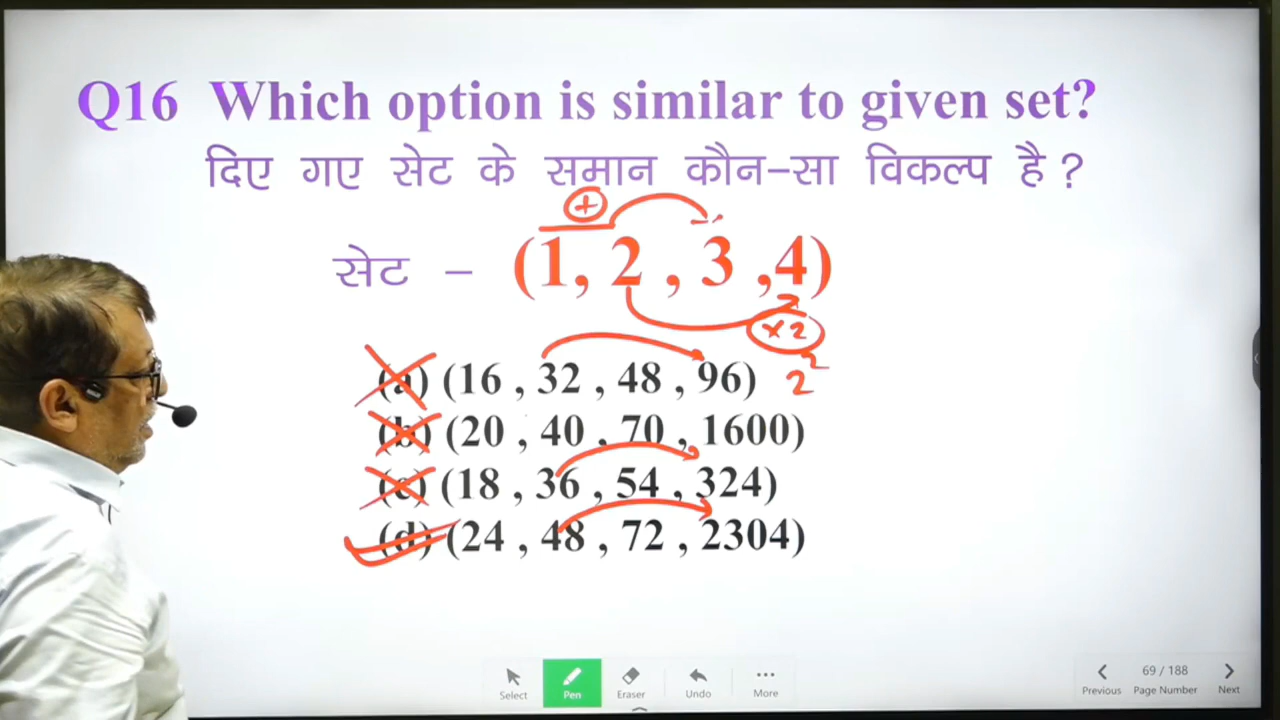 Q16 Which option is similar to given set?
दिए गए सेट के समान कौन-सा विकल्प है ?
+
सेट - (1, 2 , 3 ,4)
×2
2²
(a) (16 , 32 , 48 , 96)
(b) (20 , 40 , 70 , 1600)
(c) (18 , 36 , 54 , 324)
(d) (24 , 48 , 72 , 2304)
Select Pen Eraser Undo More
69 / 188
Previous Page Number Next